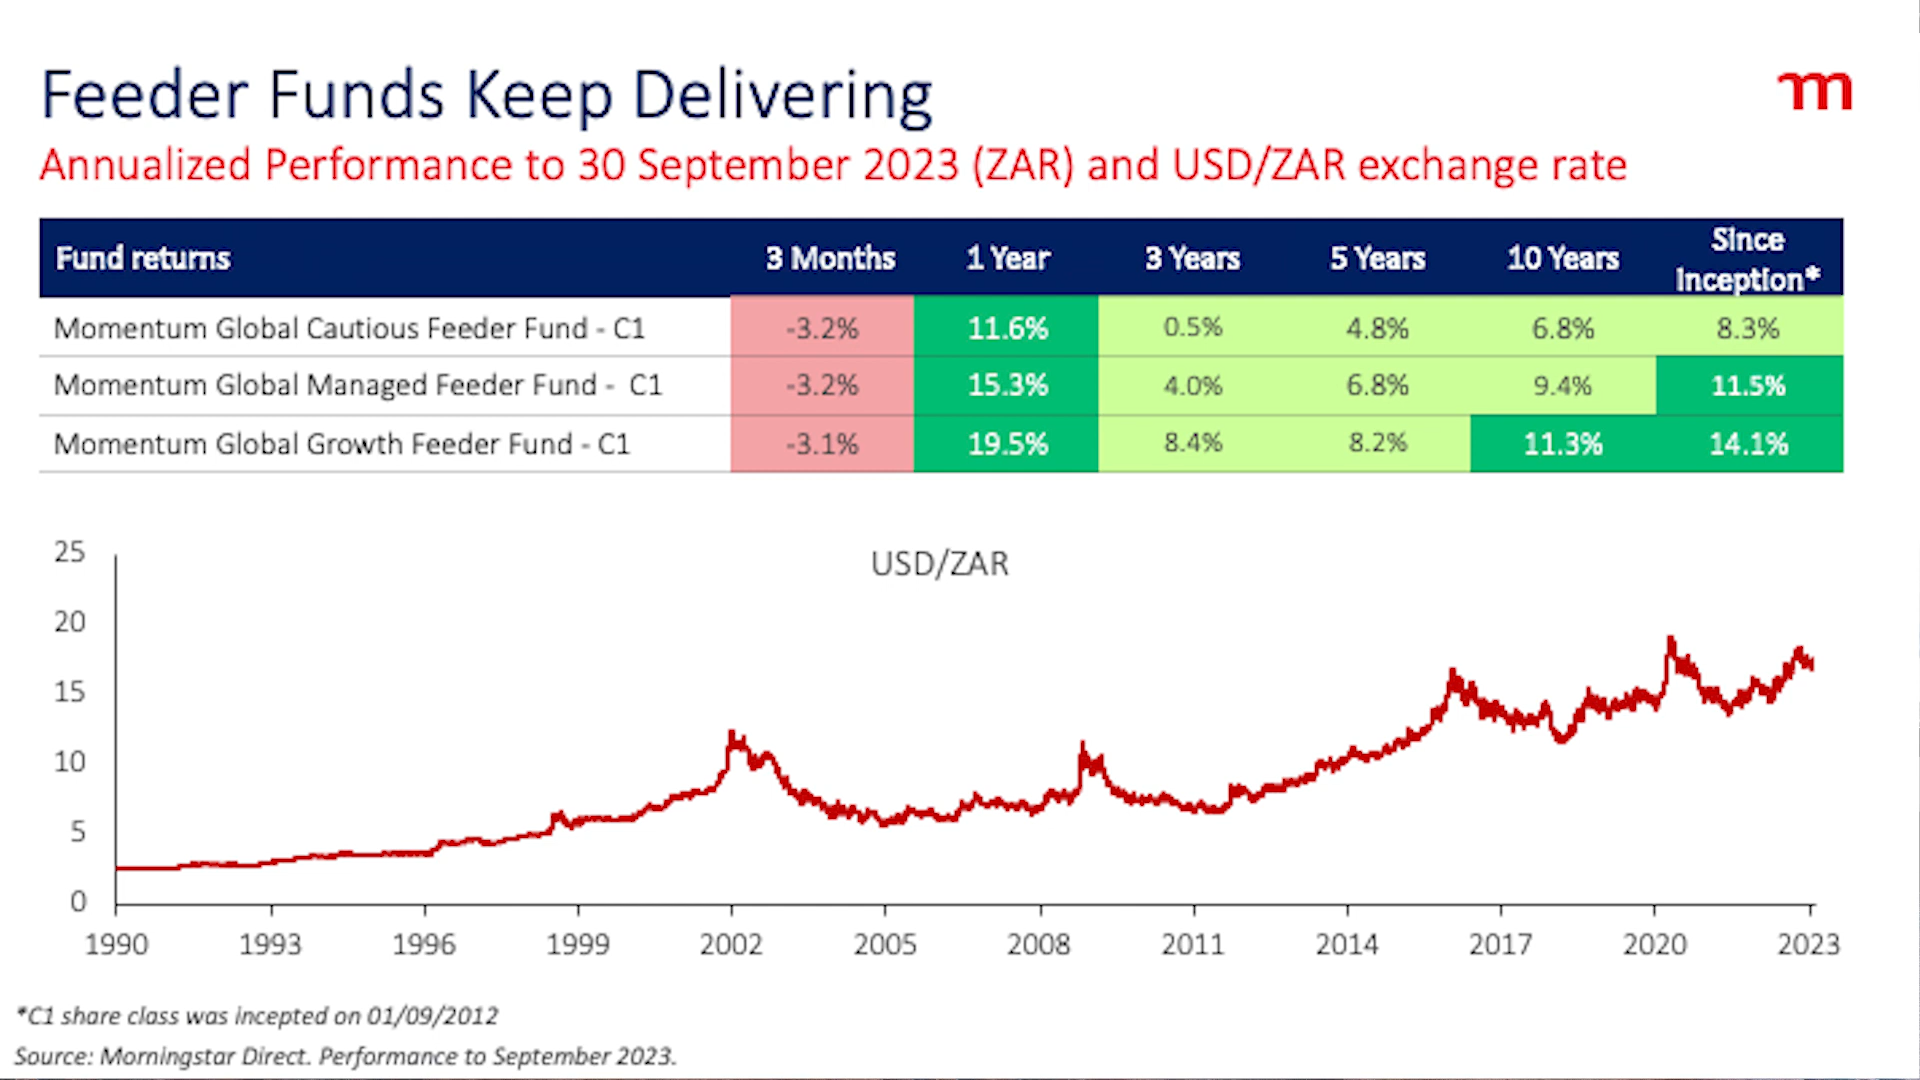 Feeder Funds Keep Delivering
m
Annualized Performance to 30 September 2023 (ZAR) and USD/ZAR exchange rate
Fund returns 3 Months 1 Year 3 Years 5 Years 10 Years Since Inception*
Momentum Global Cautious Feeder Fund - C1 -3.2% 11.6% 0.5% 4.8% 6.8% 8.3%
Momentum Global Managed Feeder Fund - C1 -3.2% 15.3% 4.0% 6.8% 9.4% 11.5%
Momentum Global Growth Feeder Fund - C1 -3.1% 19.5% 8.4% 8.2% 11.3% 14.1%
USD/ZAR
25
20
15
10
5
0
1990 1993 1996 1999 2002 2005 2008 2011 2014 2017 2020 2023
*C1 share class was incepted on 01/09/2012
Source: Morningstar Direct. Performance to September 2023.